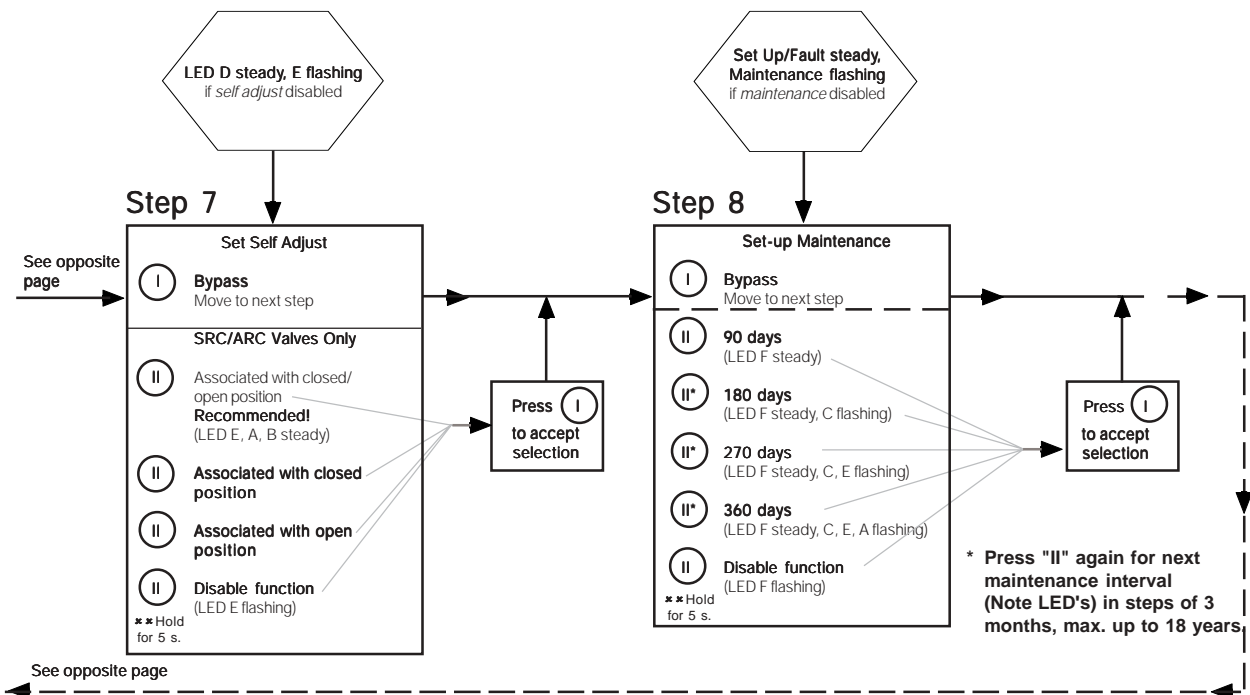 LED D steady, E flashing
if self adjust disabled
Set Up/Fault steady,
Maintenance flashing
if maintenance disabled
Step 7
See opposite
page
Set Self Adjust
I
Bypass
Move to next step
SRC/ARC Valves Only
II
Associated with closed/
open position
Recommended!
(LED E, A, B steady)
II
Associated with closed
position
II
Associated with open
position
II
Disable function
(LED E flashing)
** Hold
for 5 s.
Press I
to accept
selection
Step 8
Set-up Maintenance
I
Bypass
Move to next step
II
90 days
(LED F steady)
II*
180 days
(LED F steady, C flashing)
II*
270 days
(LED F steady, C, E flashing)
II*
360 days
(LED F steady, C, E, A flashing)
II
Disable function
(LED F flashing)
** Hold
for 5 s.
Press I
to accept
selection
* Press "II" again for next
maintenance interval
(Note LED's) in steps of 3
months, max. up to 18 years.
See opposite page